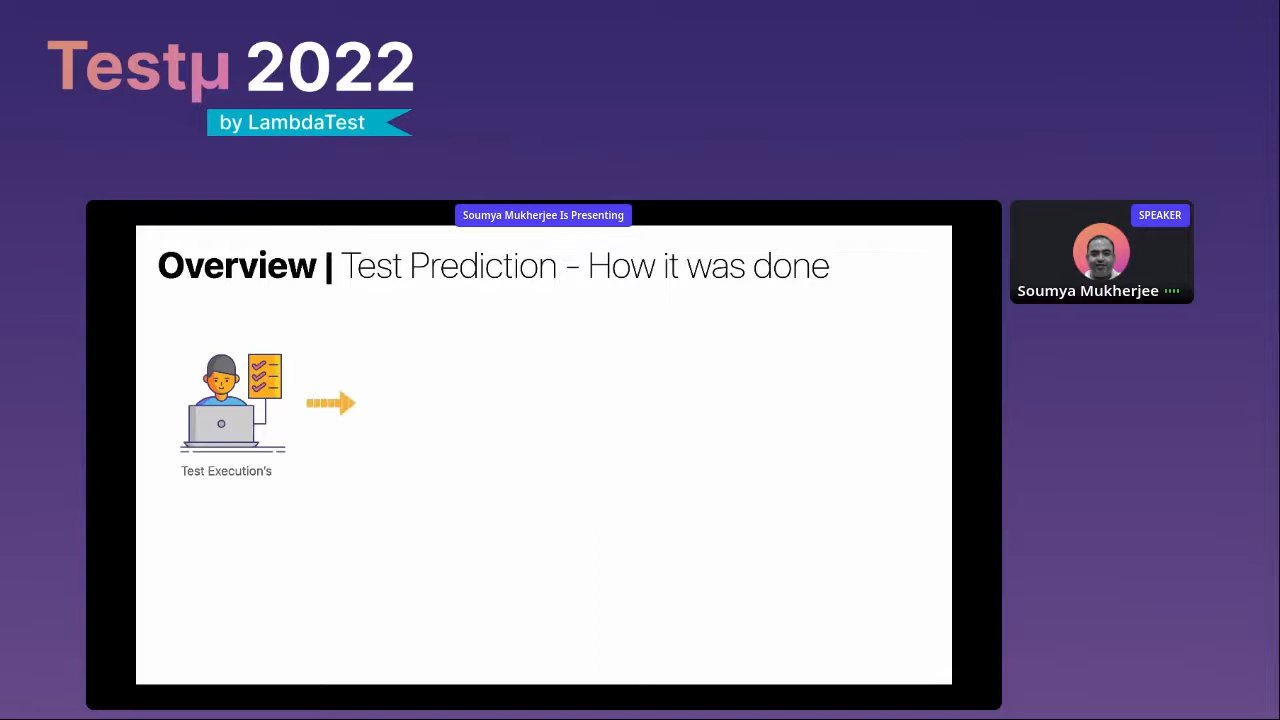 Testμ 2022
by LambdaTest
Soumya Mukherjee Is Presenting
SPEAKER
Soumya Mukherjee
Overview | Test Prediction - How it was done
Test Execution's